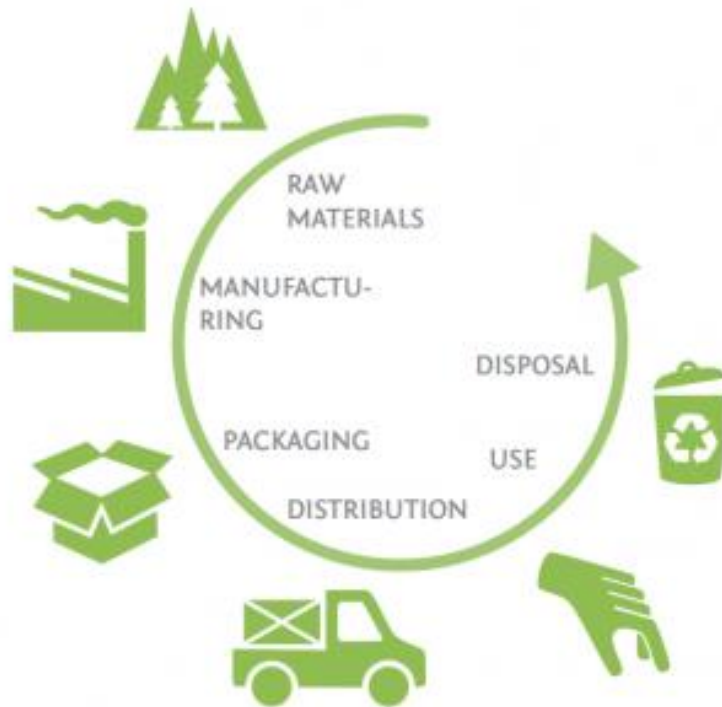 RAW
MATERIALS
MANUFACTU-
RING
PACKAGING
DISTRIBUTION
USE
DISPOSAL